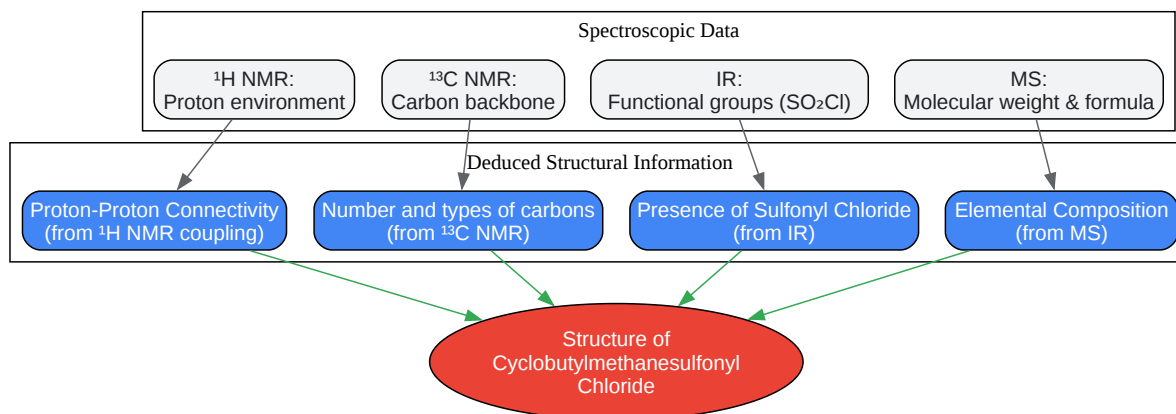 Spectroscopic Data
¹H NMR:
Proton environment
¹³C NMR:
Carbon backbone
IR:
Functional groups (SO₂Cl)
MS:
Molecular weight & formula
Deduced Structural Information
Proton-Proton Connectivity
(from ¹H NMR coupling)
Number and types of carbons
(from ¹³C NMR)
Presence of Sulfonyl Chloride
(from IR)
Elemental Composition
(from MS)
Structure of
Cyclobutylmethanesulfonyl
Chloride